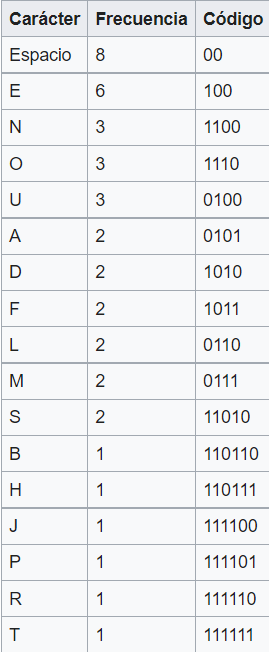 Carácter Frecuencia Código
Espacio 8 00
E 6 100
N 3 1100
O 3 1110
U 3 0100
A 2 0101
D 2 1010
F 2 1011
L 2 0110
M 2 0111
S 2 11010
B 1 110110
H 1 110111
J 1 111100
P 1 111101
R 1 111110
T 1 111111